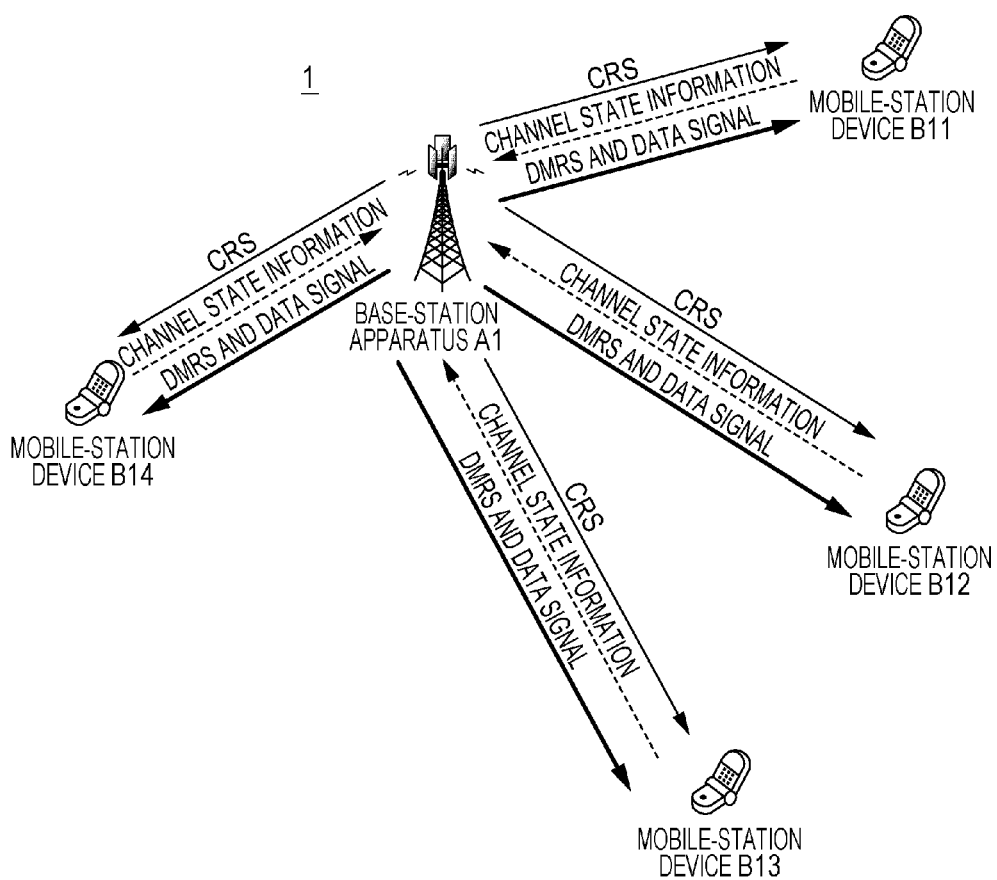 1
CRS
CHANNEL STATE INFORMATION
DMRS AND DATA SIGNAL
MOBILE-STATION
DEVICE B11
CRS
CHANNEL STATE INFORMATION
DMRS AND DATA SIGNAL
BASE-STATION
APPARATUS A1
CRS
CHANNEL STATE INFORMATION
DMRS AND DATA SIGNAL
MOBILE-STATION
DEVICE B14
CRS
CHANNEL STATE INFORMATION
DMRS AND DATA SIGNAL
MOBILE-STATION
DEVICE B12
MOBILE-STATION
DEVICE B13